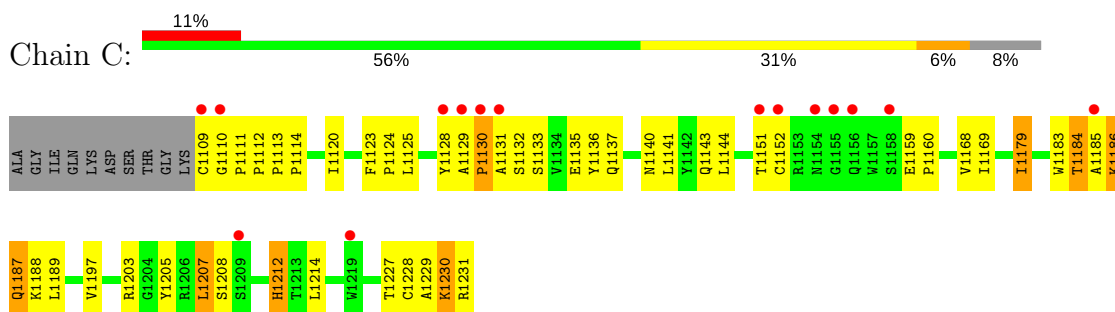 11%
Chain C:
56% 31% 6% 8%
ALA GLY ILE GLN LYS ASP SER THR GLY LYS C1109 G1110 P1111 P1112 P1113 P1114 I1120 F1123 P1124 L1125 Y1128 A1129 P1130 A1131 S1132 S1133 V1134 E1135 Y1136 Q1137 N1140 L1141 Y1142 Q1143 L1144 T1151 C1152 R1153 N1154 G1155 Q1156 W1157 S1158 E1159 P1160 V1168 I1169 I1179 W1183 T1184 A1185 K1186
Q1187 K1188 L1189 V1197 R1203 G1204 Y1205 R1206 L1207 S1208 S1209 H1212 T1213 L1214 W1219 T1227 C1228 A1229 K1230 R1231